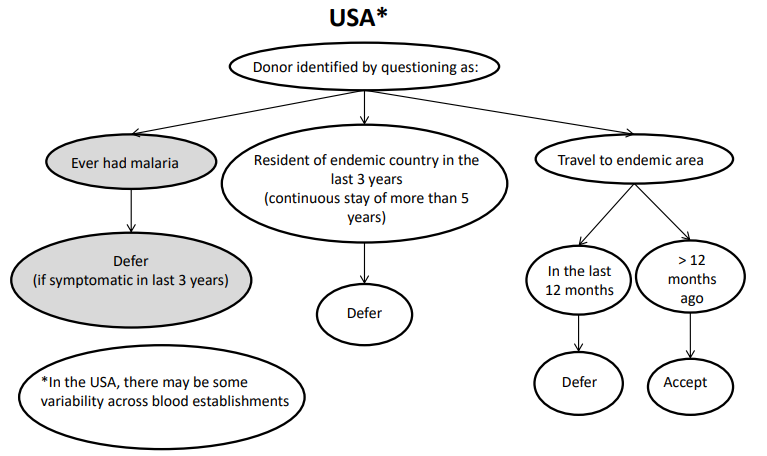 USA*
Donor identified by questioning as:
Ever had malaria
Resident of endemic country in the
last 3 years
(continuous stay of more than 5
years)
Travel to endemic area
Defer
(if symptomatic in last 3 years)
Defer
In the last
12 months
> 12
months
ago
Defer
Accept
*In the USA, there may be some
variability across blood establishments